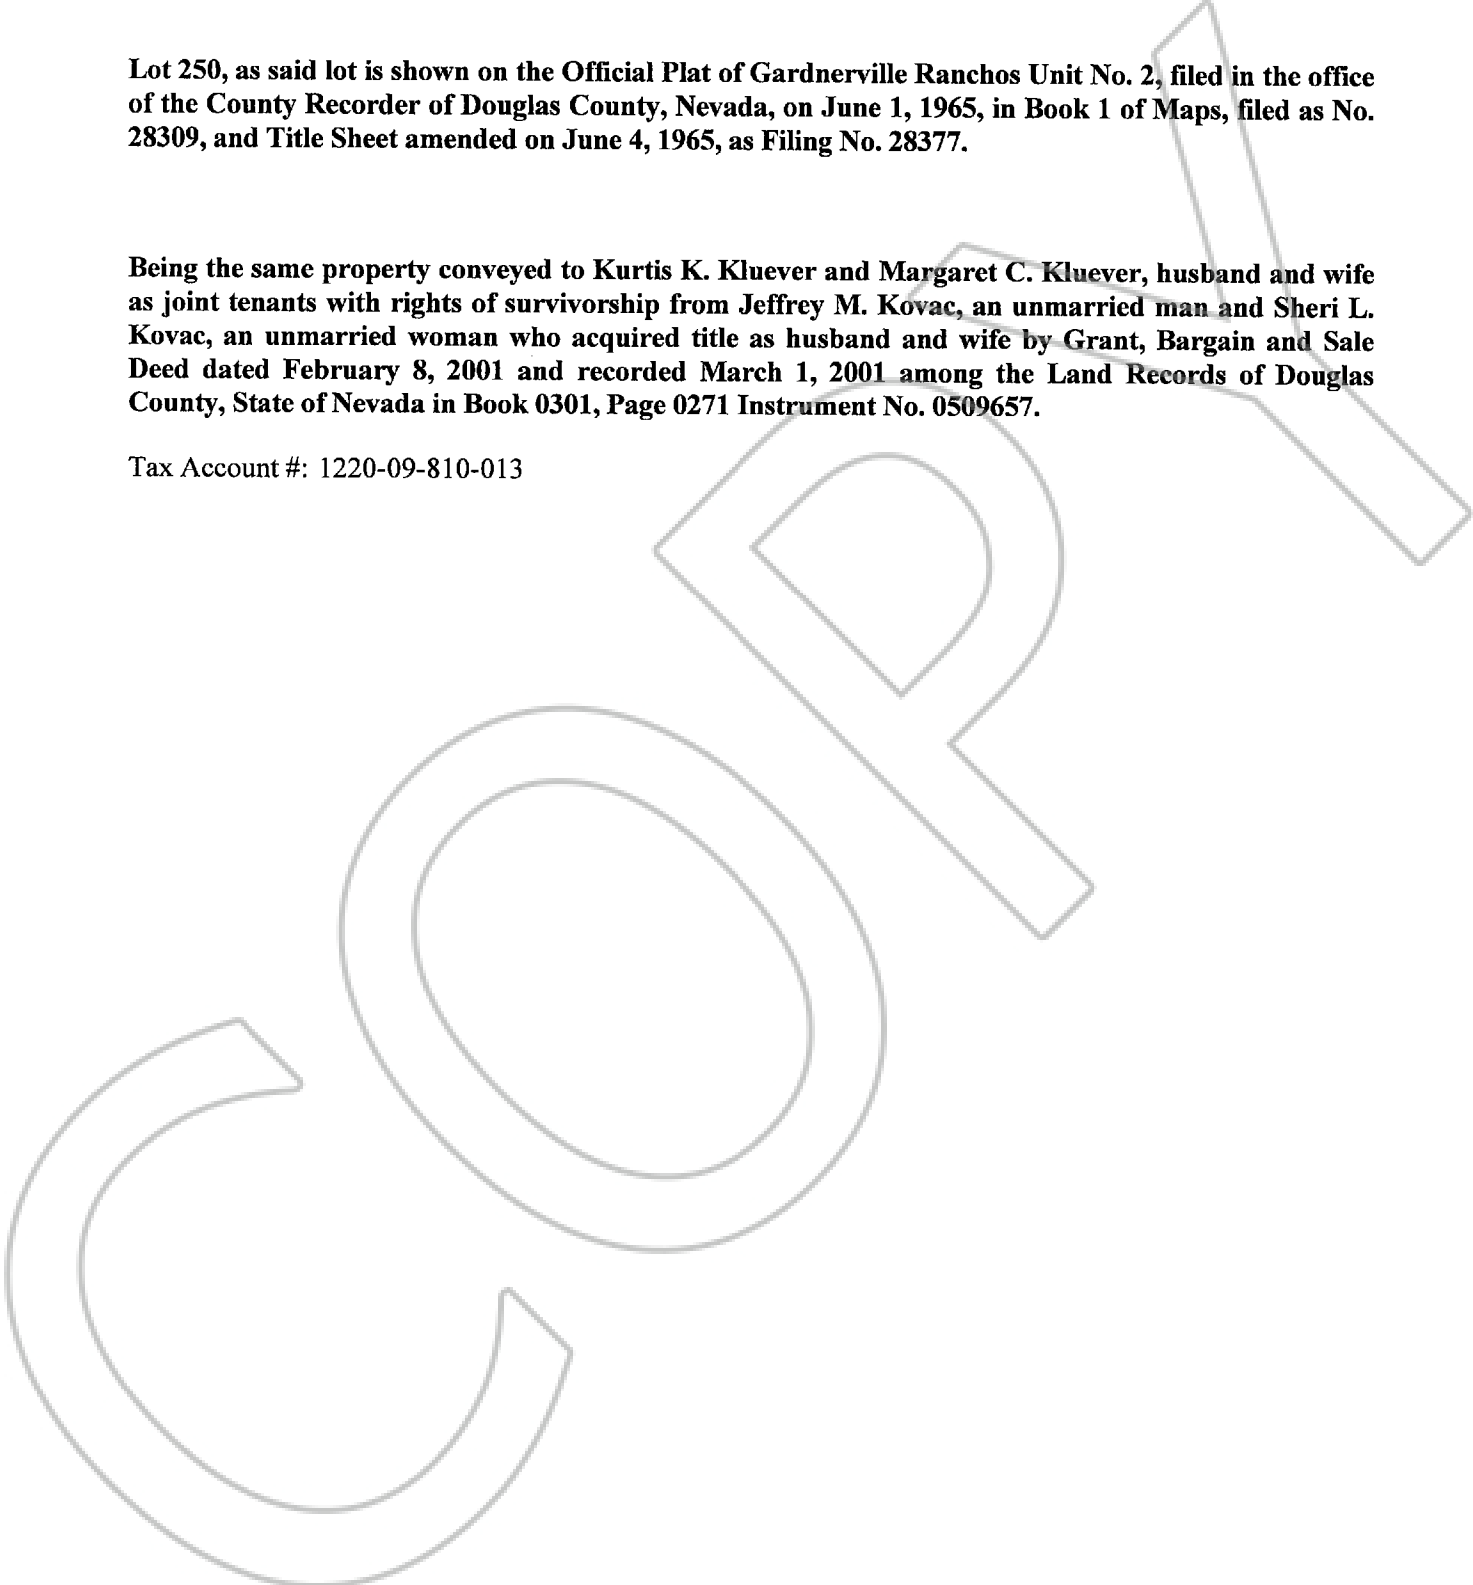 Lot 250, as said lot is shown on the Official Plat of Gardnerville Ranchos Unit No. 2, filed in the office
of the County Recorder of Douglas County, Nevada, on June 1, 1965, in Book 1 of Maps, filed as No.
28309, and Title Sheet amended on June 4, 1965, as Filing No. 28377.
Being the same property conveyed to Kurtis K. Kluever and Margaret C. Kluever, husband and wife
as joint tenants with rights of survivorship from Jeffrey M. Kovac, an unmarried man and Sheri L.
Kovac, an unmarried woman who acquired title as husband and wife by Grant, Bargain and Sale
Deed dated February 8, 2001 and recorded March 1, 2001 among the Land Records of Douglas
County, State of Nevada in Book 0301, Page 0271 Instrument No. 0509657.
Tax Account #: 1220-09-810-013
COPY